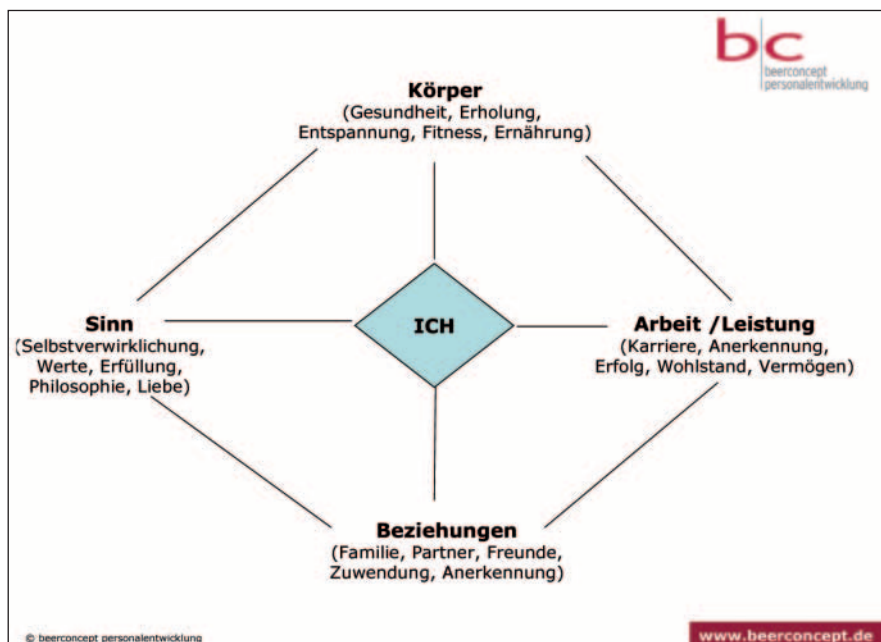 bc
beerconcept
personalentwicklung
Körper
(Gesundheit, Erholung,
Entspannung, Fitness, Ernährung)
Sinn
(Selbstverwirklichung,
Werte, Erfüllung,
Philosophie, Liebe)
ICH
Arbeit /Leistung
(Karriere, Anerkennung,
Erfolg, Wohlstand, Vermögen)
Beziehungen
(Familie, Partner, Freunde,
Zuwendung, Anerkennung)
© beerconcept personalentwicklung
www.beerconcept.de